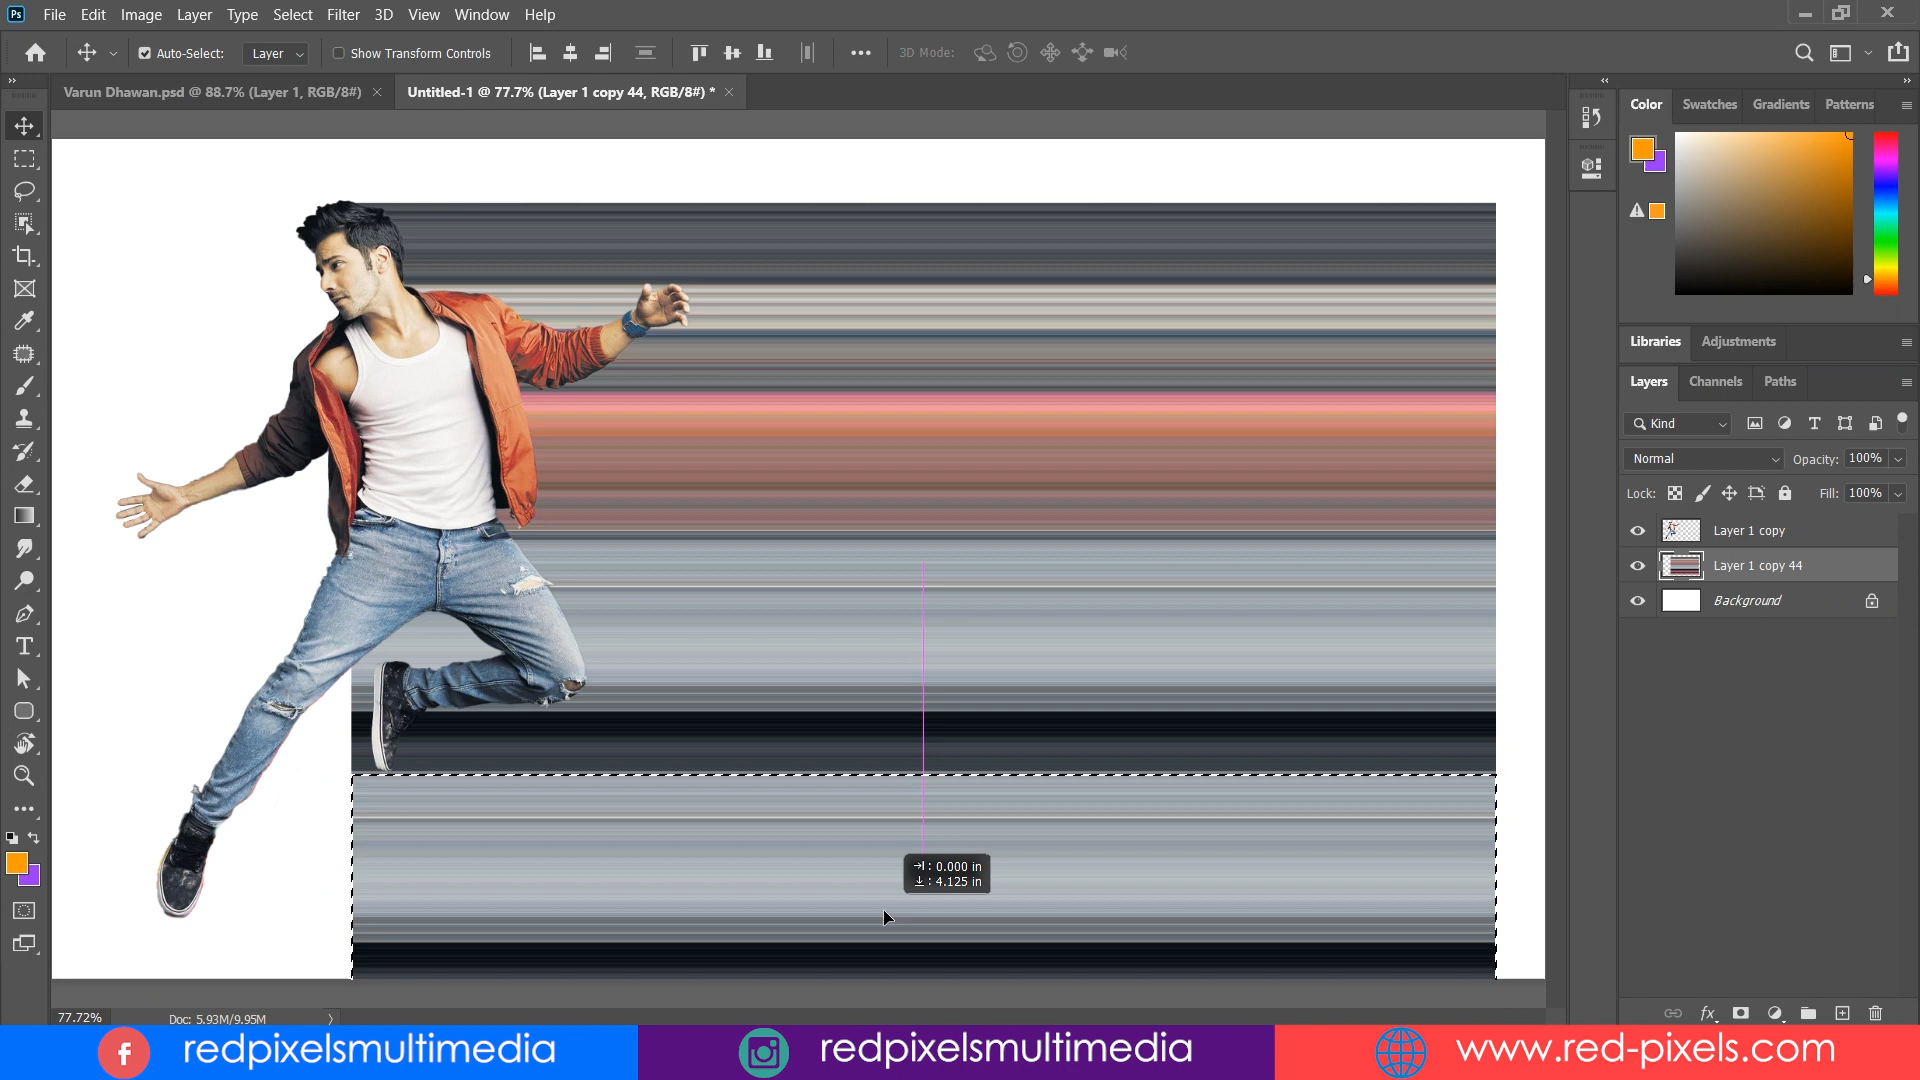 Ps File Edit Image Layer Type Select Filter 3D View Window Help
Auto-Select: Layer Show Transform Controls 3D Mode:
Varun Dhawan.psd @ 88.7% (Layer 1, RGB/8#) Untitled-1 @ 77.7% (Layer 1 copy 44, RGB/8#) *
Color Swatches Gradients Patterns
Libraries Adjustments
Layers Channels Paths
Kind
Normal Opacity: 100%
Lock: Fill: 100%
Layer 1 copy
Layer 1 copy 44
Background
: 0.000 in
: 4.125 in
77.72% Doc: 5.93M/9.95M
redpixelsmultimedia redpixelsmultimedia www.red-pixels.com